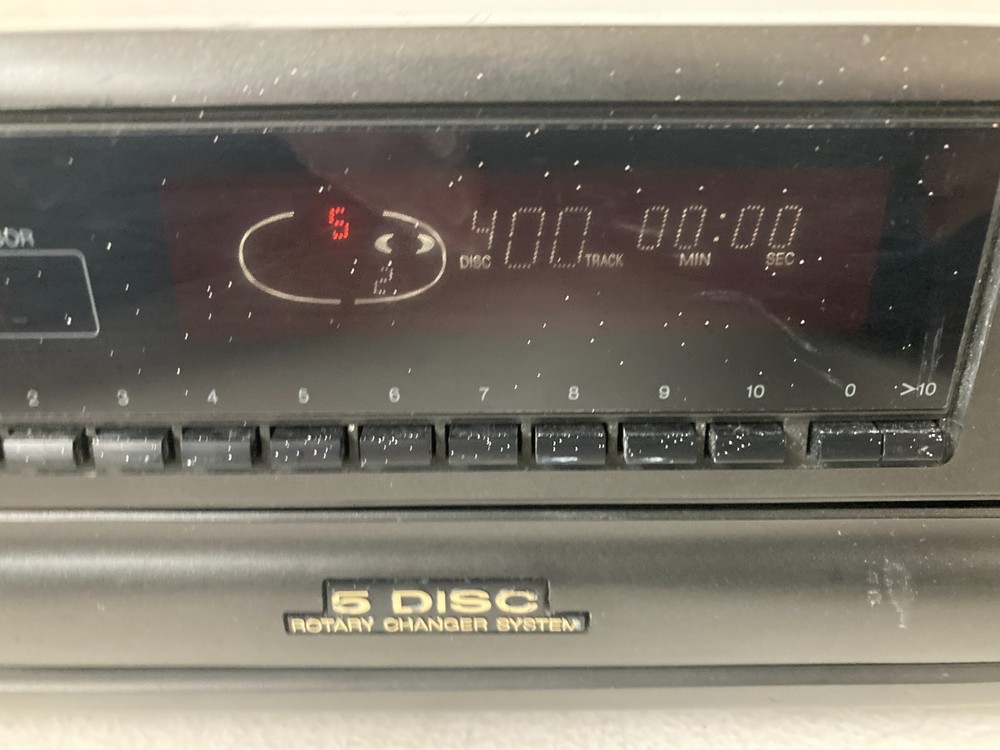 5
4 00 00:00
DISC TRACK MIN SEC
2
2 3 4 5 6 7 8 9 10 0 >10
5 DISC
ROTARY CHANGER SYSTEM